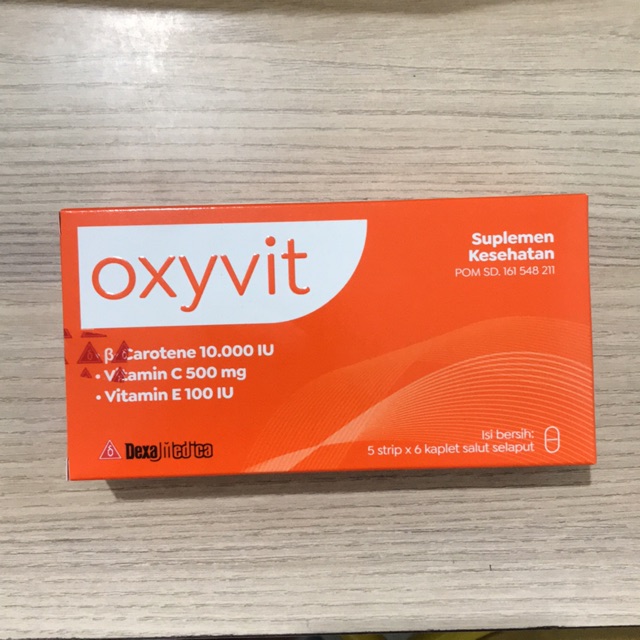 oxyvit
Suplemen
Kesehatan
POM SD. 161 548 211
• β-Carotene 10.000 IU
• Vitamin C 500 mg
• Vitamin E 100 IU
Isi bersih:
5 strip x 6 kaplet salut selaput
Dexa Medica